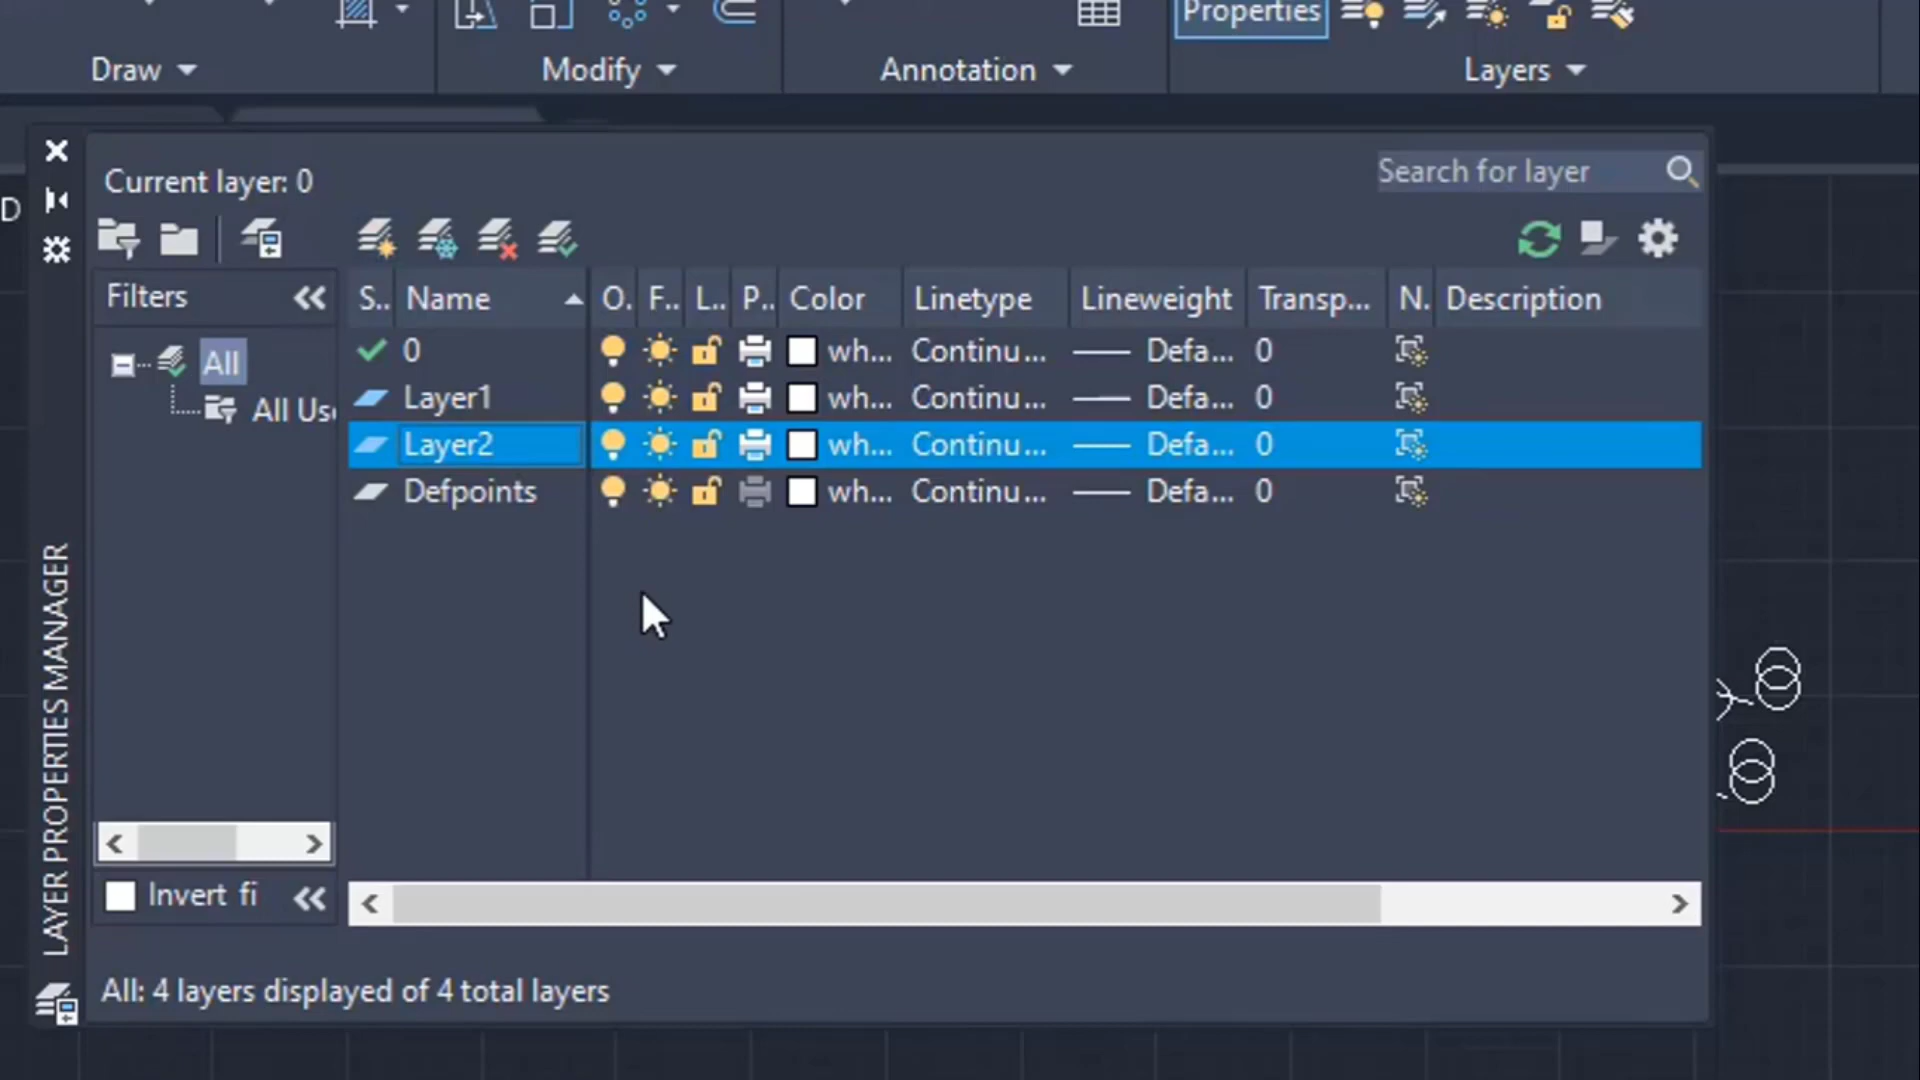 Properties
Draw Modify Annotation Layers
Current layer: 0 Search for layer
D
Filters S.. Name O. F.. L.. P.. Color Linetype Lineweight Transp... N. Description
All 0 wh... Continu... Defa... 0
All Use Layer1 wh... Continu... Defa... 0
Layer2 wh... Continu... Defa... 0
Defpoints wh... Continu... Defa... 0
LAYER PROPERTIES MANAGER
Invert fi
All: 4 layers displayed of 4 total layers